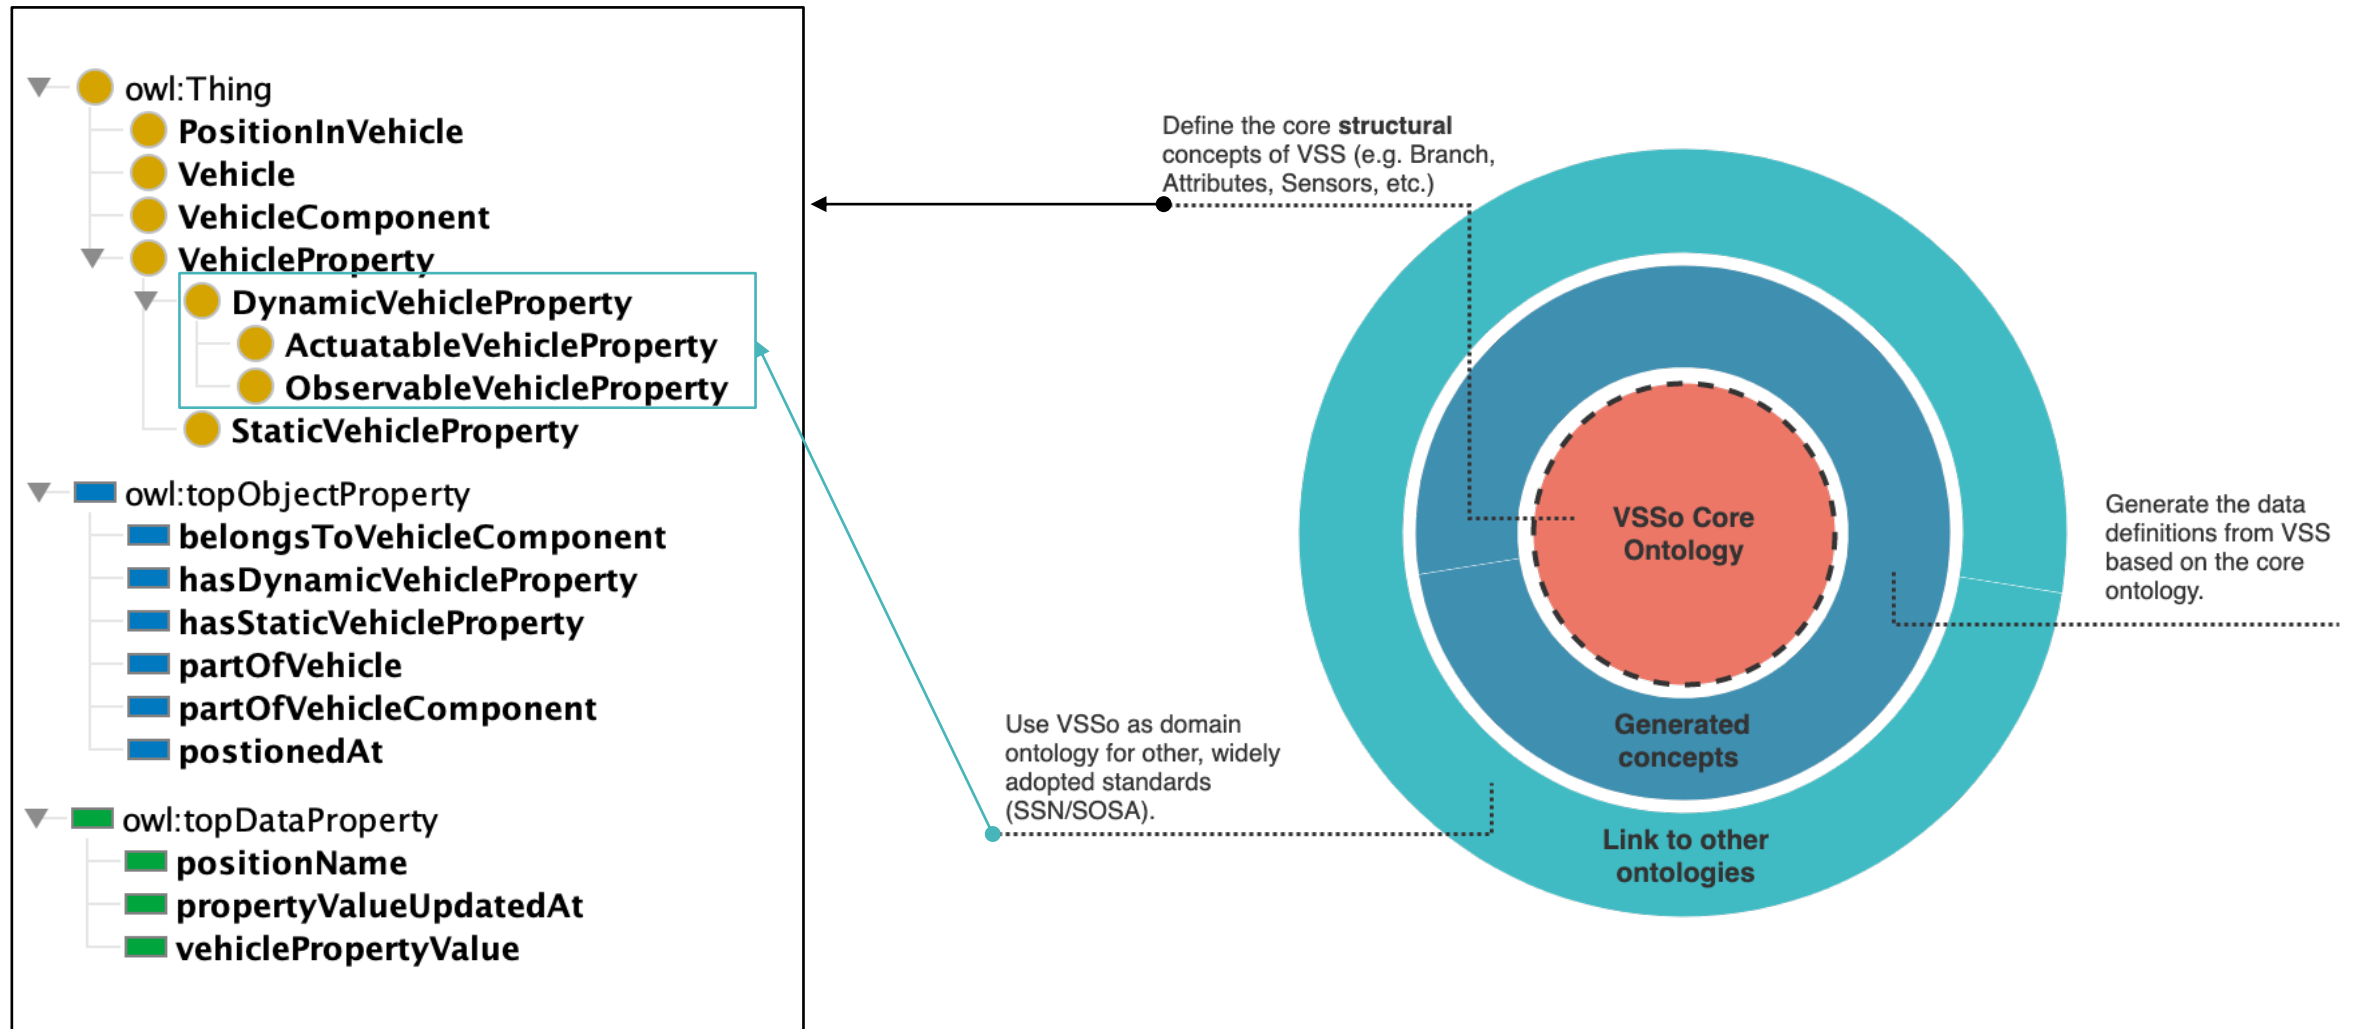 owl:Thing
PositionInVehicle
Vehicle
VehicleComponent
VehicleProperty
DynamicVehicleProperty
ActuatableVehicleProperty
ObservableVehicleProperty
StaticVehicleProperty
owl:topObjectProperty
belongsToVehicleComponent
hasDynamicVehicleProperty
hasStaticVehicleProperty
partOfVehicle
partOfVehicleComponent
postionedAt
owl:topDataProperty
positionName
propertyValueUpdatedAt
vehiclePropertyValue
Define the core structural
concepts of VSS (e.g. Branch,
Attributes, Sensors, etc.)
Use VSSo as domain
ontology for other, widely
adopted standards
(SSN/SOSA).
VSSo Core
Ontology
Generated
concepts
Link to other
ontologies
Generate the data
definitions from VSS
based on the core
ontology.